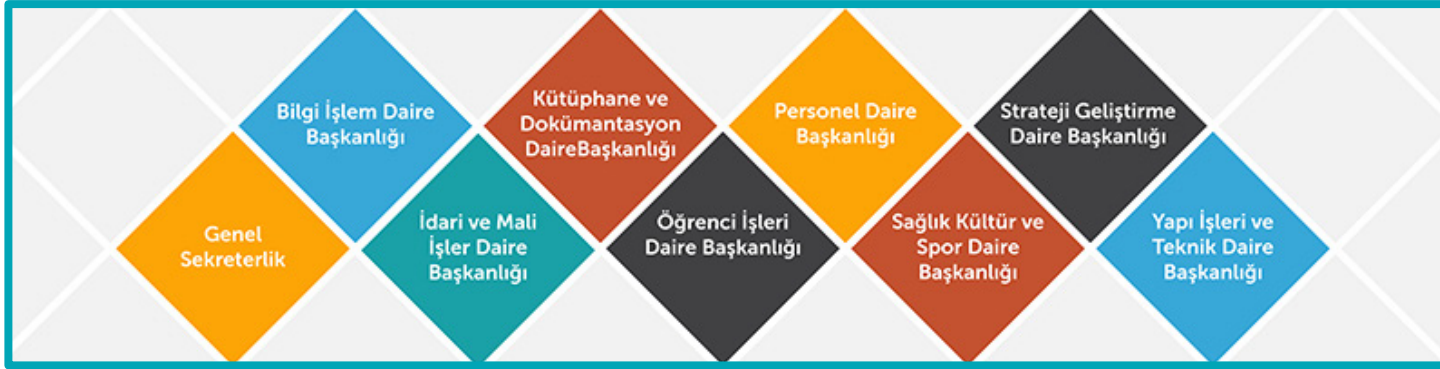 Genel
Sekreterlik
Bilgi İşlem Daire
Başkanlığı
İdari ve Mali
İşler Daire
Başkanlığı
Kütüphane ve
Dokümantasyon
DaireBaşkanlığı
Öğrenci İşleri
Daire Başkanlığı
Personel Daire
Başkanlığı
Sağlık Kültür ve
Spor Daire
Başkanlığı
Strateji Geliştirme
Daire Başkanlığı
Yapı İşleri ve
Teknik Daire
Başkanlığı